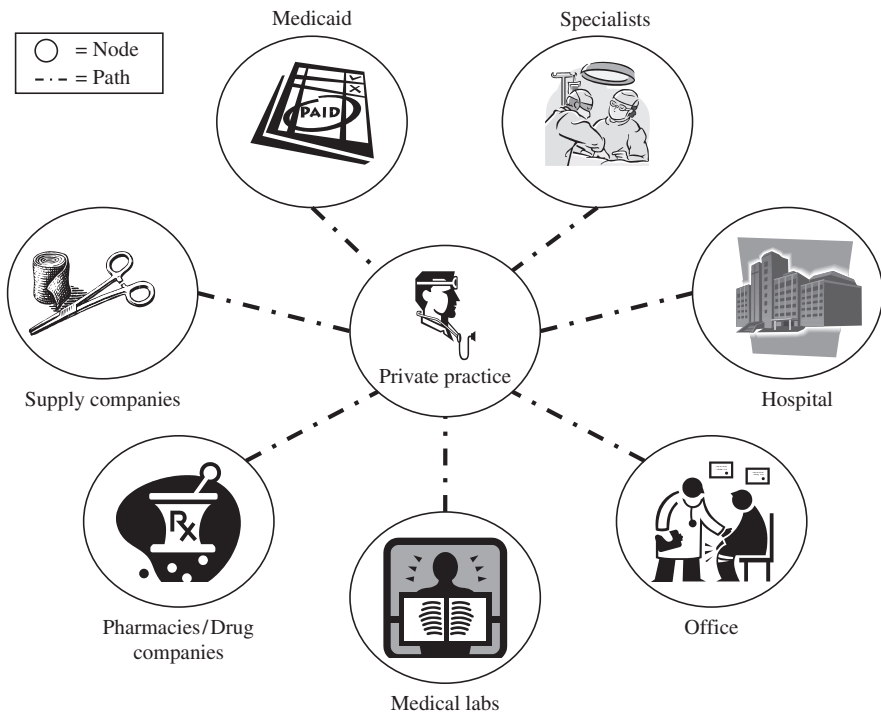 Medicaid
Specialists
= Node
= Path
PAID
Private practice
Supply companies
Hospital
Rx
Pharmacies/Drug
companies
Office
Medical labs